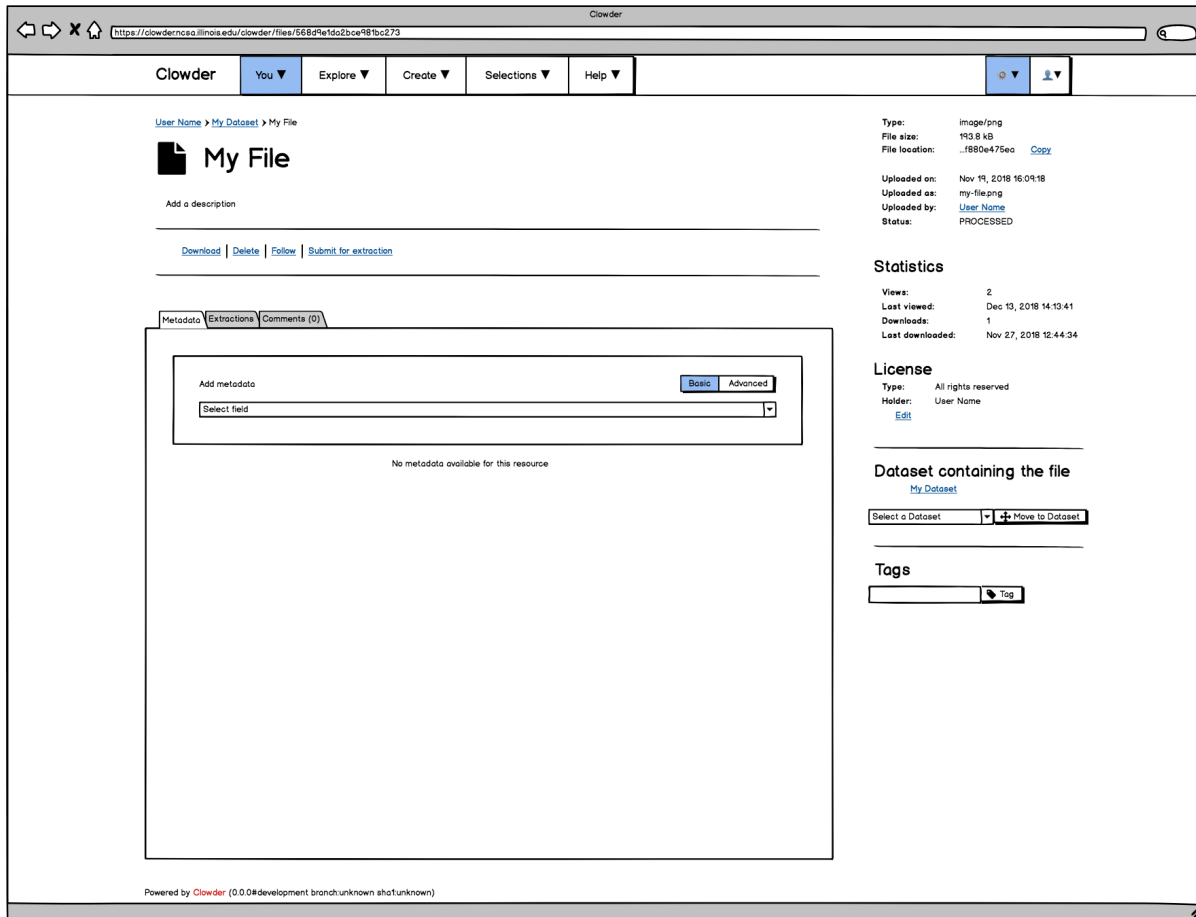 Clowder
https://clowder.ncsa.illinois.edu/clowder/files/568d9e1da2bce981bc273
Clowder You ▼ Explore ▼ Create ▼ Selections ▼ Help ▼
User Name > My Dataset > My File
My File
Add a description
Download | Delete | Follow | Submit for extraction
Metadata Extractions Comments (0)
Add metadata
Basic Advanced
Select field
No metadata available for this resource
Type: image/png
File size: 193.8 kB
File location: ...f880e475ea Copy
Uploaded on: Nov 19, 2018 16:09:18
Uploaded as: my-file.png
Uploaded by: User Name
Status: PROCESSED
Statistics
Views: 2
Last viewed: Dec 13, 2018 14:13:41
Downloads: 1
Last downloaded: Nov 27, 2018 12:44:34
License
Type: All rights reserved
Holder: User Name
Edit
Dataset containing the file
My Dataset
Select a Dataset Move to Dataset
Tags
Tag
Powered by Clowder (0.0.0#development branch:unknown sha1:unknown)